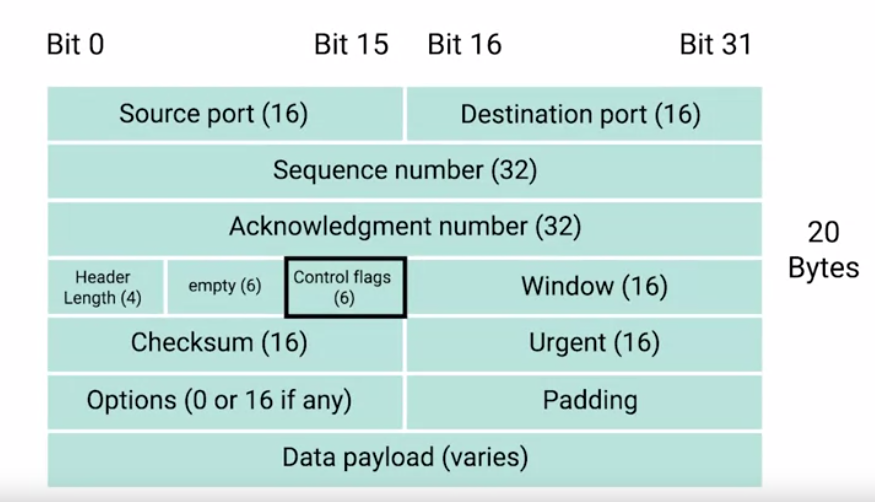 Bit 0 Bit 15 Bit 16 Bit 31
Source port (16) Destination port (16)
Sequence number (32)
Acknowledgment number (32)
20
Bytes
Header
Length (4)
empty (6)
Control flags
(6)
Window (16)
Checksum (16) Urgent (16)
Options (0 or 16 if any) Padding
Data payload (varies)